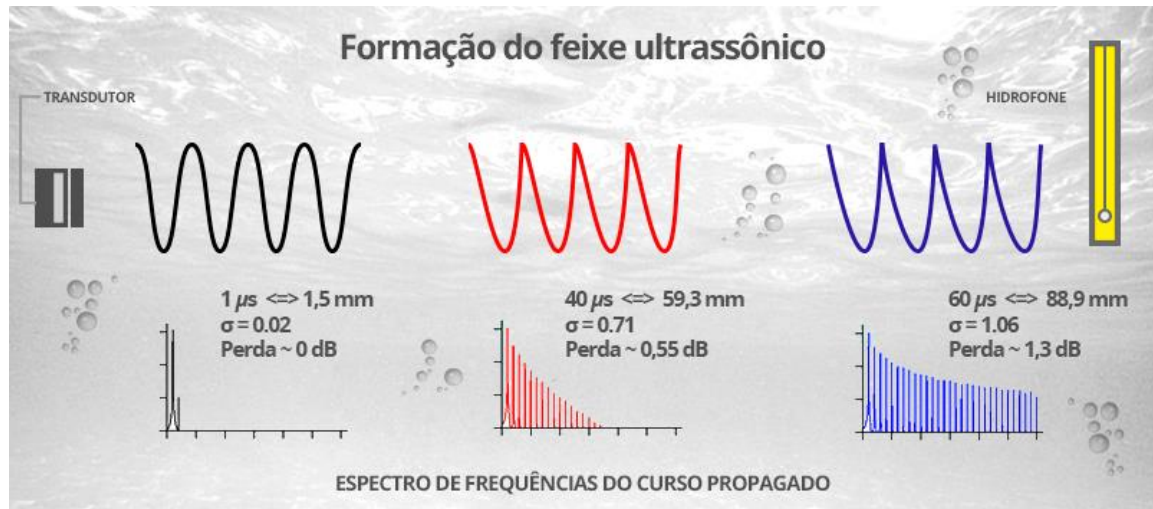 Formação do feixe ultrassônico
TRANSDUTOR
HIDROFONE
1 µs <=> 1,5 mm
σ = 0.02
Perda ~ 0 dB
40 µs <=> 59,3 mm
σ = 0.71
Perda ~ 0,55 dB
60 µs <=> 88,9 mm
σ = 1.06
Perda ~ 1,3 dB
ESPECTRO DE FREQUÊNCIAS DO CURSO PROPAGADO